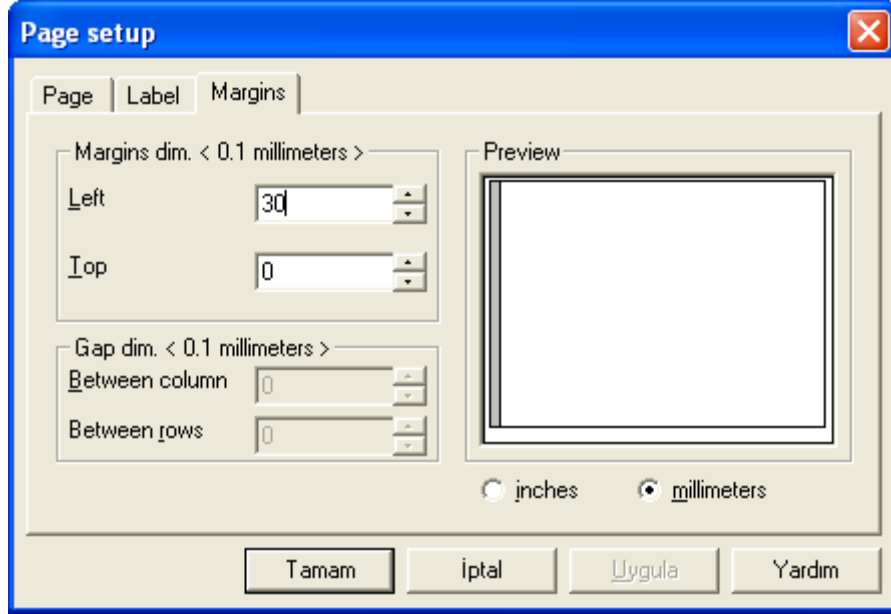 Page setup
Page Label Margins
Margins dim. < 0.1 millimeters >
Left 30
Top 0
Gap dim. < 0.1 millimeters >
Between column 0
Between rows 0
Preview
inches millimeters
Tamam İptal Uygula Yardım